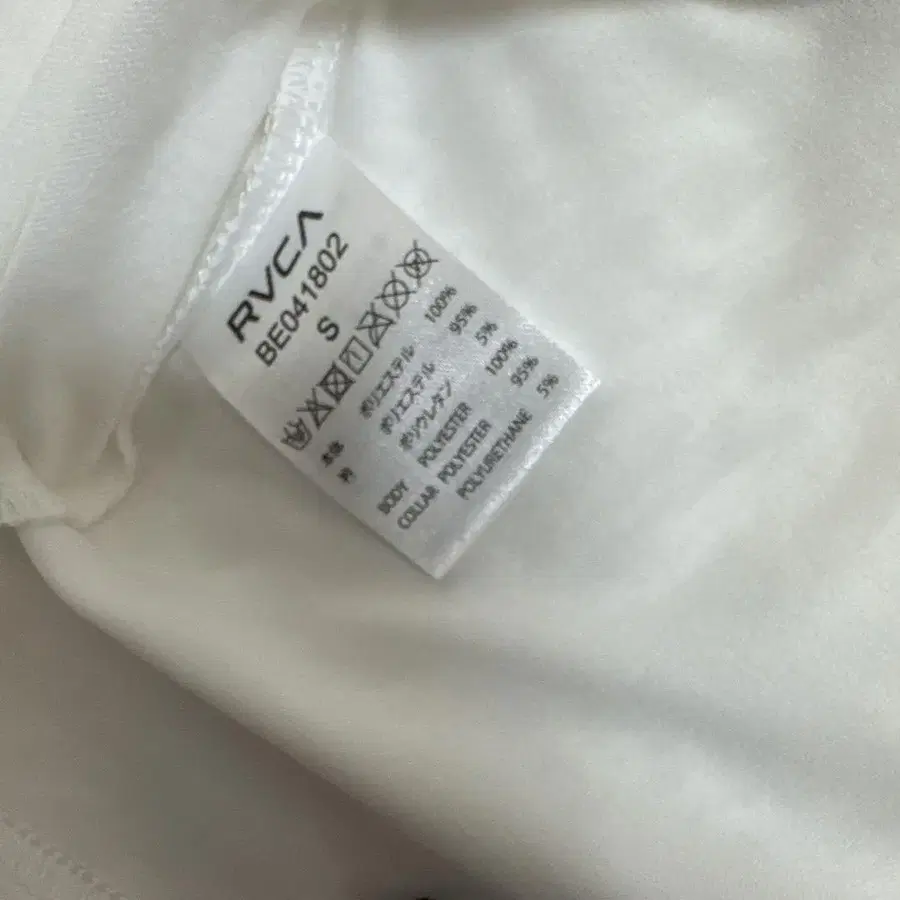 RVCA
BE041802
S
本体 ポリエステル 100%
衿 ポリエステル 95%
ポリウレタン 5%
BODY POLYESTER 100%
COLLAR POLYESTER 95%
POLYURETHANE 5%